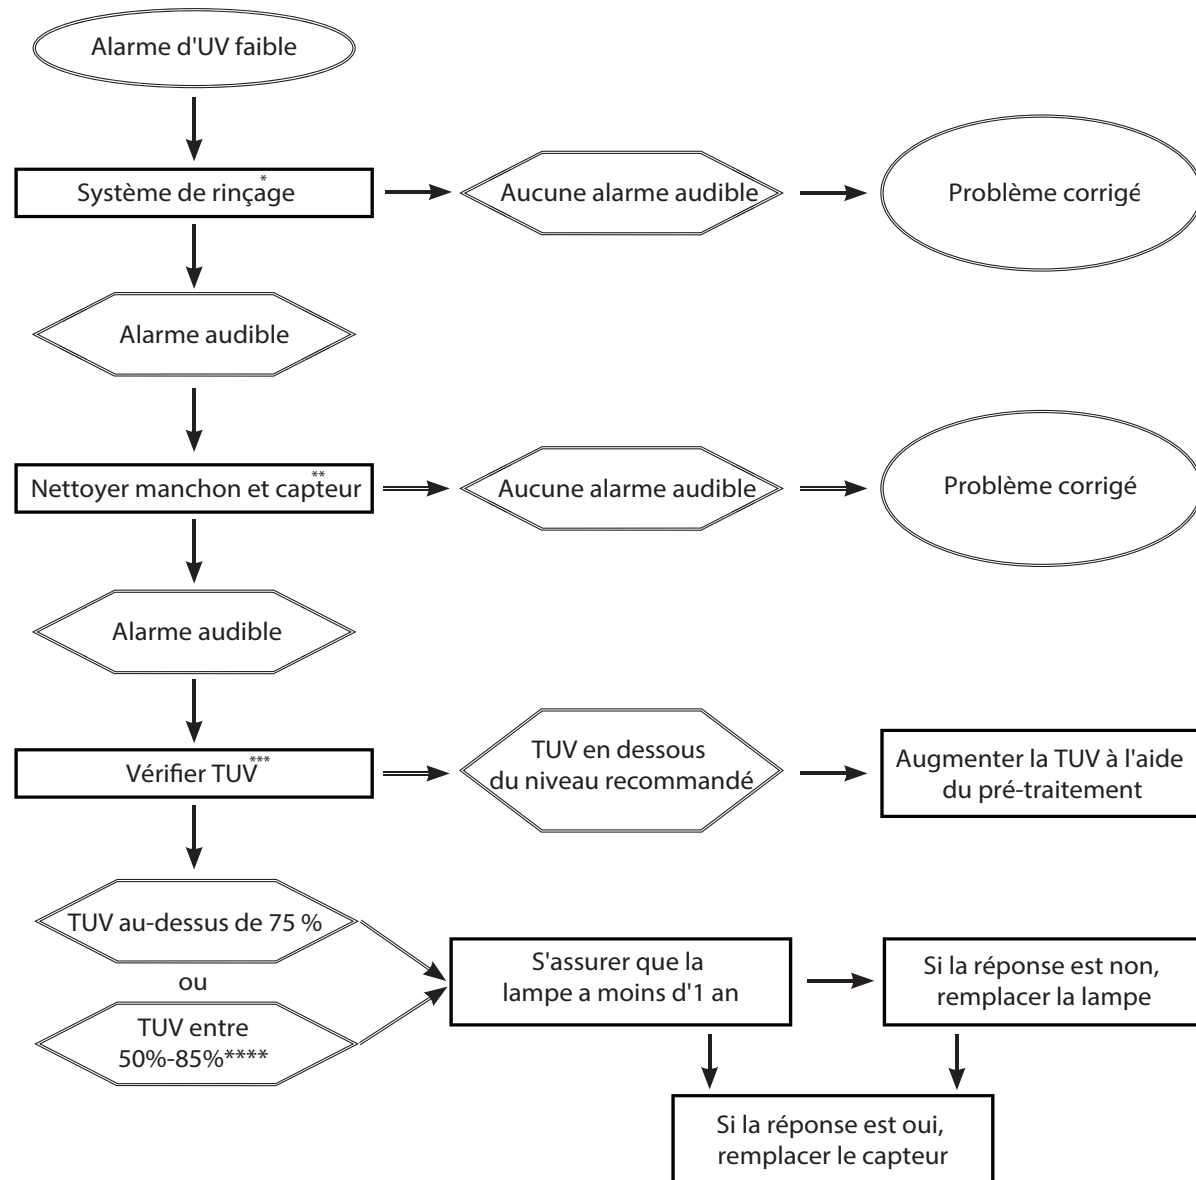 Alarme d'UV faible
Système de rinçage*
Aucune alarme audible
Problème corrigé
Alarme audible
Nettoyer manchon et capteur**
Aucune alarme audible
Problème corrigé
Alarme audible
Vérifier TUV***
TUV en dessous
du niveau recommandé
Augmenter la TUV à l'aide
du pré-traitement
TUV au-dessus de 75 %
ou
TUV entre
50%-85%****
S'assurer que la
lampe a moins d'1 an
Si la réponse est non,
remplacer la lampe
Si la réponse est oui,
remplacer le capteur